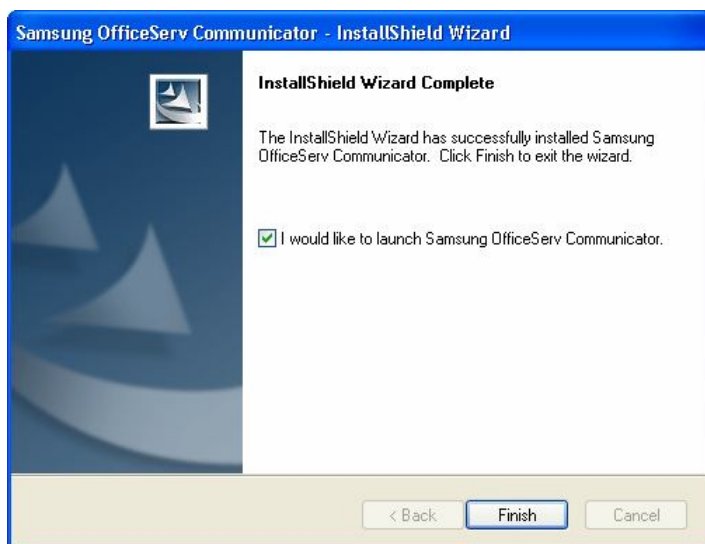 Samsung OfficeServ Communicator - InstallShield Wizard
InstallShield Wizard Complete
The InstallShield Wizard has successfully installed Samsung
OfficeServ Communicator. Click Finish to exit the wizard.
I would like to launch Samsung OfficeServ Communicator.
< Back
Finish
Cancel